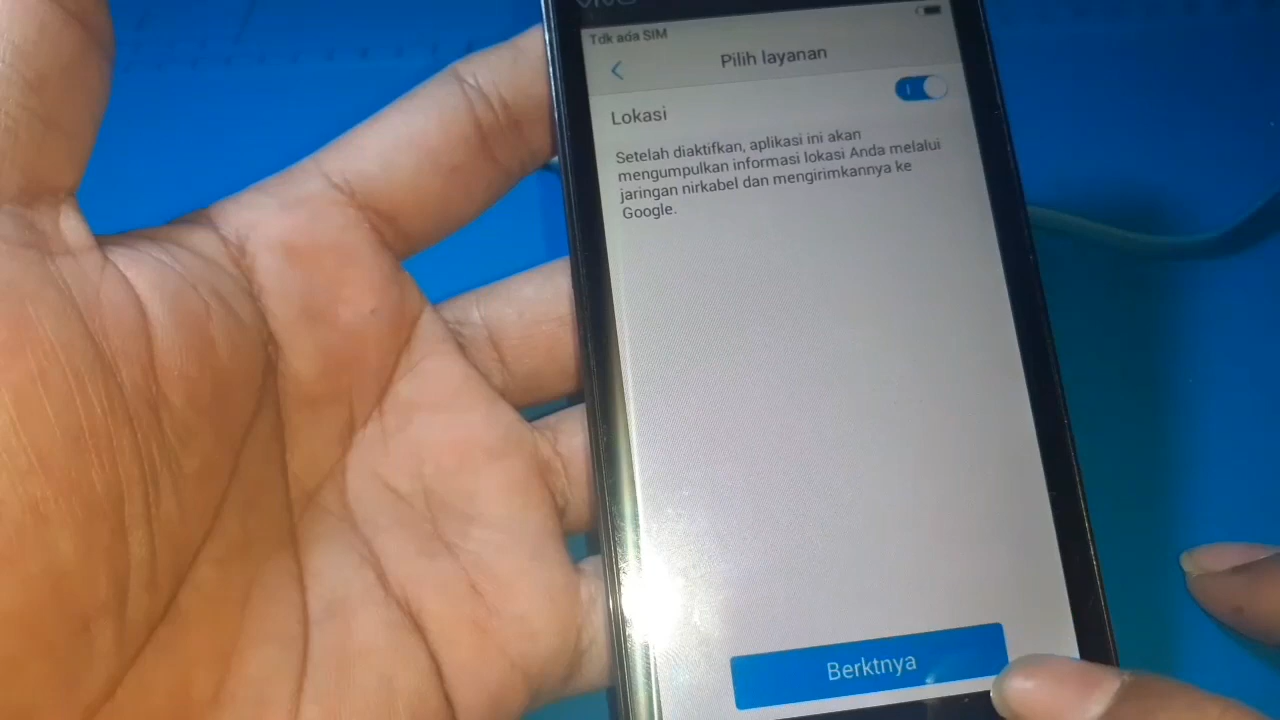 vivo
Tdk ada SIM
Pilih layanan
Lokasi
Setelah diaktifkan, aplikasi ini akan
mengumpulkan informasi lokasi Anda melalui
jaringan nirkabel dan mengirimkannya ke
Google.
Berktnya